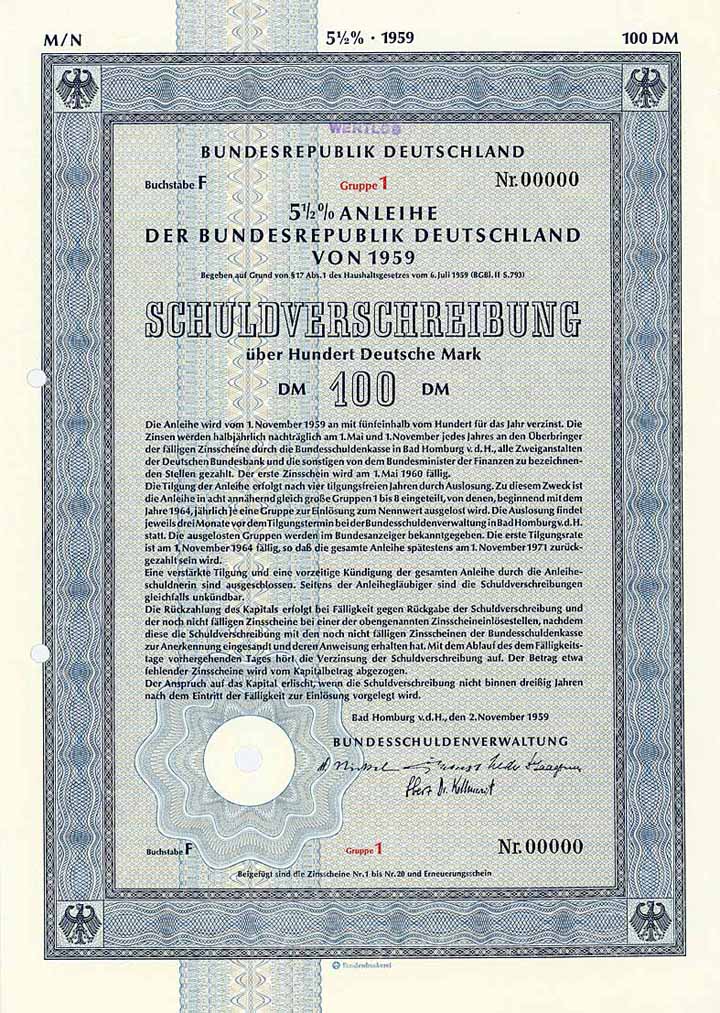 M/N 5½% · 1959 100 DM
WERTLOS
BUNDESREPUBLIK DEUTSCHLAND
Buchstabe F Gruppe 1 Nr. 00000
5½% ANLEIHE
DER BUNDESREPUBLIK DEUTSCHLAND
VON 1959
Begeben auf Grund von § 17 Abs. 1 des Haushaltsgesetzes vom 6. Juli 1959 (BGBl. II S. 793)
SCHULDVERSCHREIBUNG
über Hundert Deutsche Mark
DM 100 DM
Die Anleihe wird vom 1. November 1959 an mit fünfeinhalb vom Hundert für das Jahr verzinst. Die
Zinsen werden halbjährlich nachträglich am 1. Mai und 1. November jedes Jahres an den Überbringer
der fälligen Zinsscheine durch die Bundesschuldenkasse in Bad Homburg v. d. H., alle Zweiganstalten
der Deutschen Bundesbank und die sonstigen von dem Bundesminister der Finanzen zu bezeichnen-
den Stellen gezahlt. Der erste Zinsschein wird am 1. Mai 1960 fällig.
Die Tilgung der Anleihe erfolgt nach vier tilgungsfreien Jahren durch Auslosung. Zu diesem Zweck ist
die Anleihe in acht annähernd gleich große Gruppen 1 bis 8 eingeteilt, von denen, beginnend mit dem
Jahre 1964, jährlich je eine Gruppe zur Einlösung zum Nennwert ausgelost wird. Die Auslosung findet
jeweils drei Monate vor dem Tilgungstermin bei der Bundesschuldenverwaltung in Bad Homburg v. d. H.
statt. Die ausgelosten Gruppen werden im Bundesanzeiger bekanntgegeben. Die erste Tilgungsrate
ist am 1. November 1964 fällig, so daß die gesamte Anleihe spätestens am 1. November 1971 zurück-
gezahlt sein wird.
Eine verstärkte Tilgung und eine vorzeitige Kündigung der gesamten Anleihe durch die Anleihe-
schuldnerin sind ausgeschlossen. Seitens der Anleihegläubiger sind die Schuldverschreibungen
gleichfalls unkündbar.
Die Rückzahlung des Kapitals erfolgt bei Fälligkeit gegen Rückgabe der Schuldverschreibung und
der noch nicht fälligen Zinsscheine bei einer der obengenannten Zinsscheineinlösestellen, nachdem
diese die Schuldverschreibung mit den noch nicht fälligen Zinsscheinen der Bundesschuldenkasse
zur Anerkennung eingesandt und deren Anweisung erhalten hat. Mit dem Ablauf des dem Fälligkeits-
tage vorhergehenden Tages hört die Verzinsung der Schuldverschreibung auf. Der Betrag etwa
fehlender Zinsscheine wird vom Kapitalbetrag abgezogen.
Der Anspruch auf das Kapital erlischt, wenn die Schuldverschreibung nicht binnen dreißig Jahren
nach dem Eintritt der Fälligkeit zur Einlösung vorgelegt wird.
Bad Homburg v. d. H., den 2. November 1959
BUNDESSCHULDENVERWALTUNG
Buchstabe F Gruppe 1 Nr. 00000
Beigefügt sind die Zinsscheine Nr. 1 bis Nr. 20 und Erneuerungsschein
Bundesdruckerei